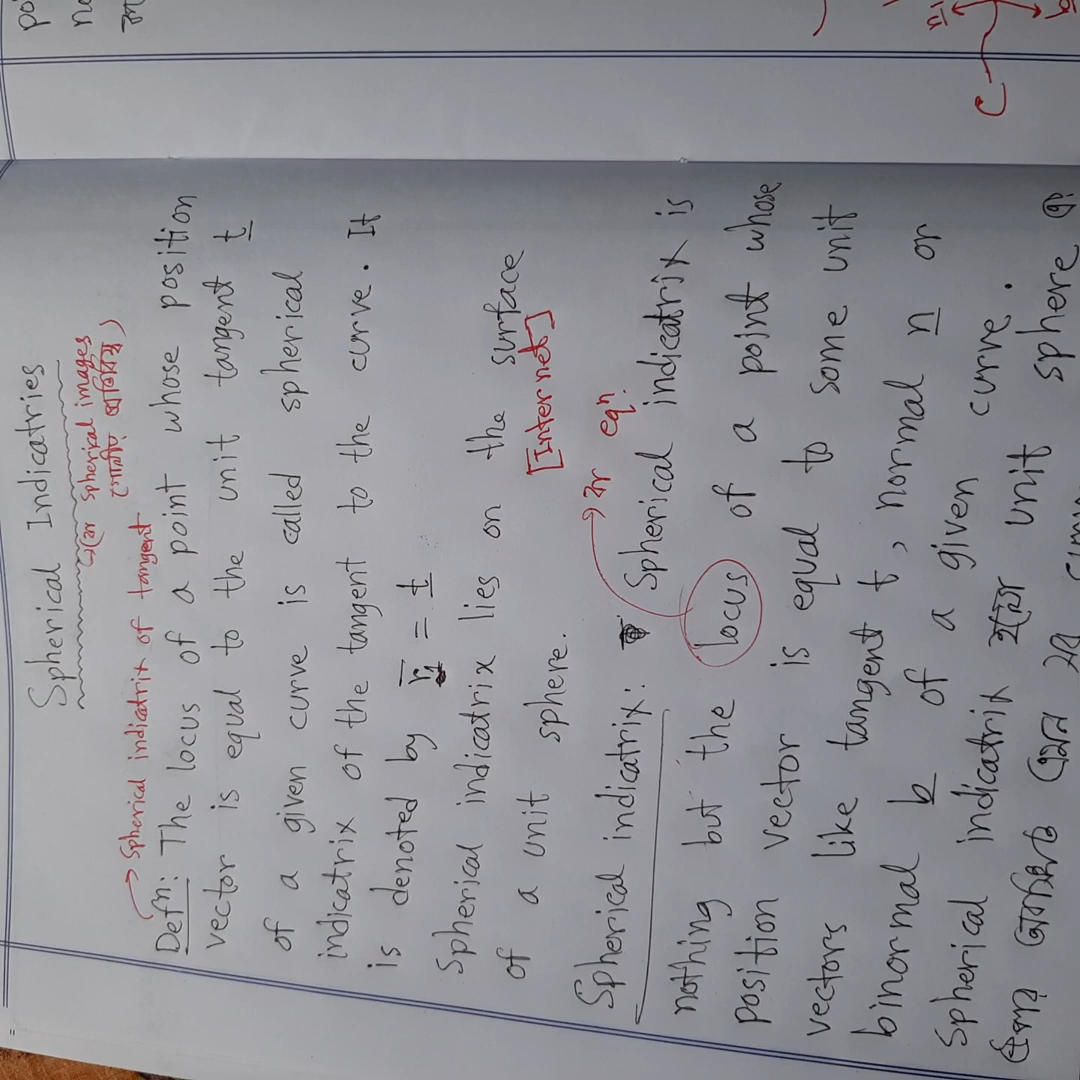 Spherical Indicatries
→(বা spherical images
→ Spherical indicatrix of tangent
Defn: The locus of a point whose position
vector is equal to the unit tangent t
of a given curve is called spherical
indicatrix of the tangent to the curve. It
is denoted by r̅₁ = t
Spherical indicatrix lies on the surface
of a unit sphere.
[Internet]
→ বা eqn.
Spherical indicatrix: Spherical indicatrix is
nothing but the locus of a point whose
position vector is equal to some unit
vectors like tangent t, normal n or
binormal b of a given curve.
Spherical indicatrix হলো unit sphere এ
C